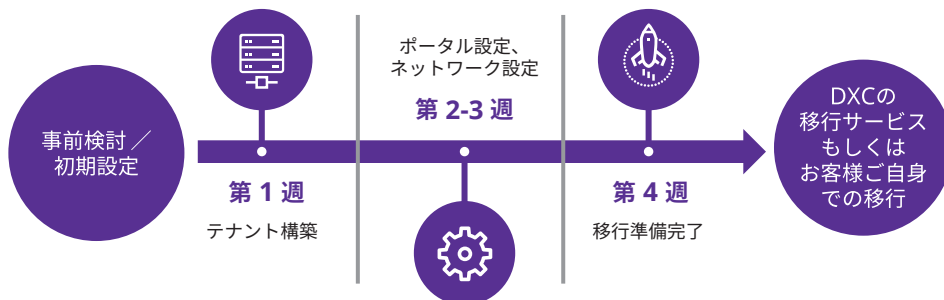 事前検討／
初期設定
第 1 週
テナント構築
ポータル設定、
ネットワーク設定
第 2-3 週
第 4 週
移行準備完了
DXCの
移行サービス
もしくは
お客様ご自身
での移行